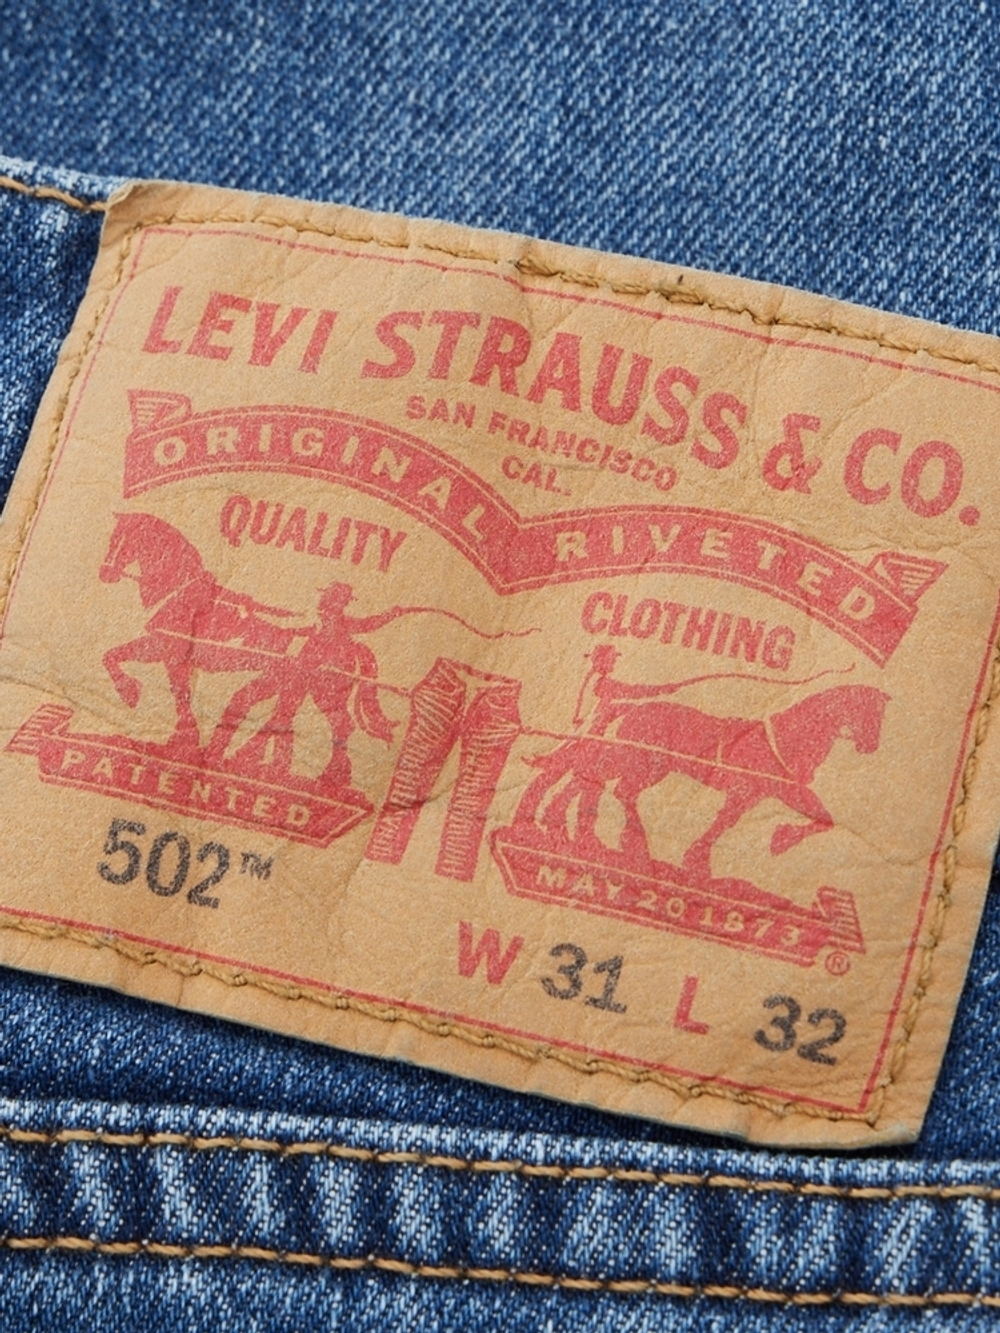 LEVI STRAUSS & CO.
SAN FRANCISCO
CAL.
ORIGINAL RIVETED
QUALITY
CLOTHING
PATENTED
MAY 20 1873
®
502™
W 31 L 32